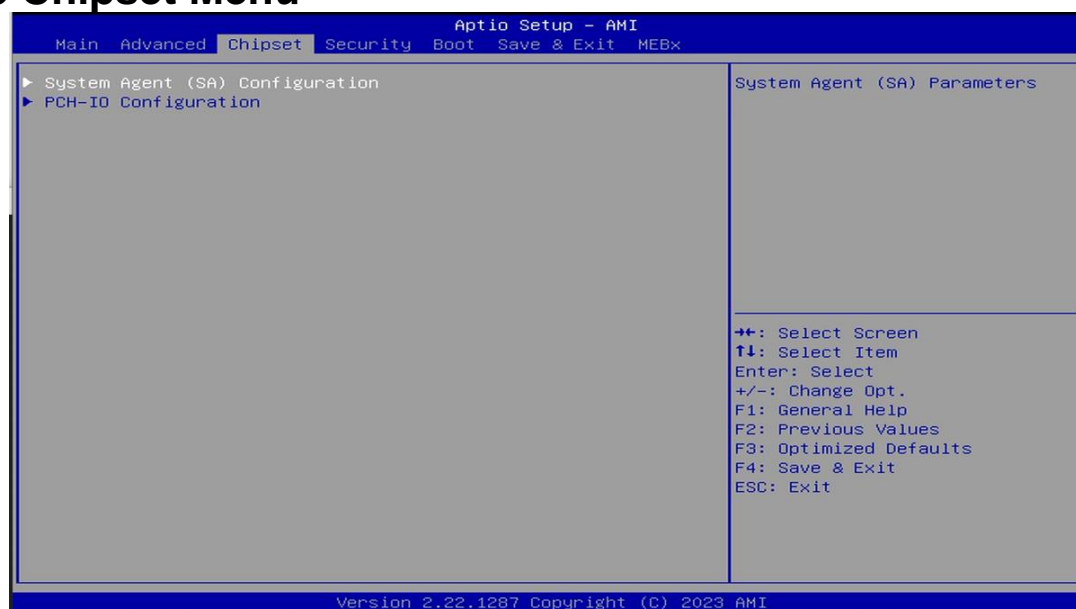 Chipset Menu
Aptio Setup – AMI
Main Advanced Chipset Security Boot Save & Exit MEBx
► System Agent (SA) Configuration
► PCH-IO Configuration
System Agent (SA) Parameters
→←: Select Screen
↑↓: Select Item
Enter: Select
+/-: Change Opt.
F1: General Help
F2: Previous Values
F3: Optimized Defaults
F4: Save & Exit
ESC: Exit
Version 2.22.1287 Copyright (C) 2023 AMI